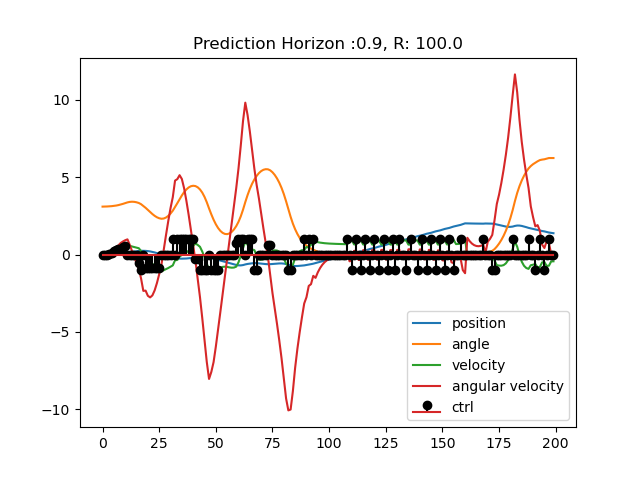 Prediction Horizon :0.9, R: 100.0
10
5
0
−5
−10
0
25
50
75
100
125
150
175
200
position
angle
velocity
angular velocity
ctrl